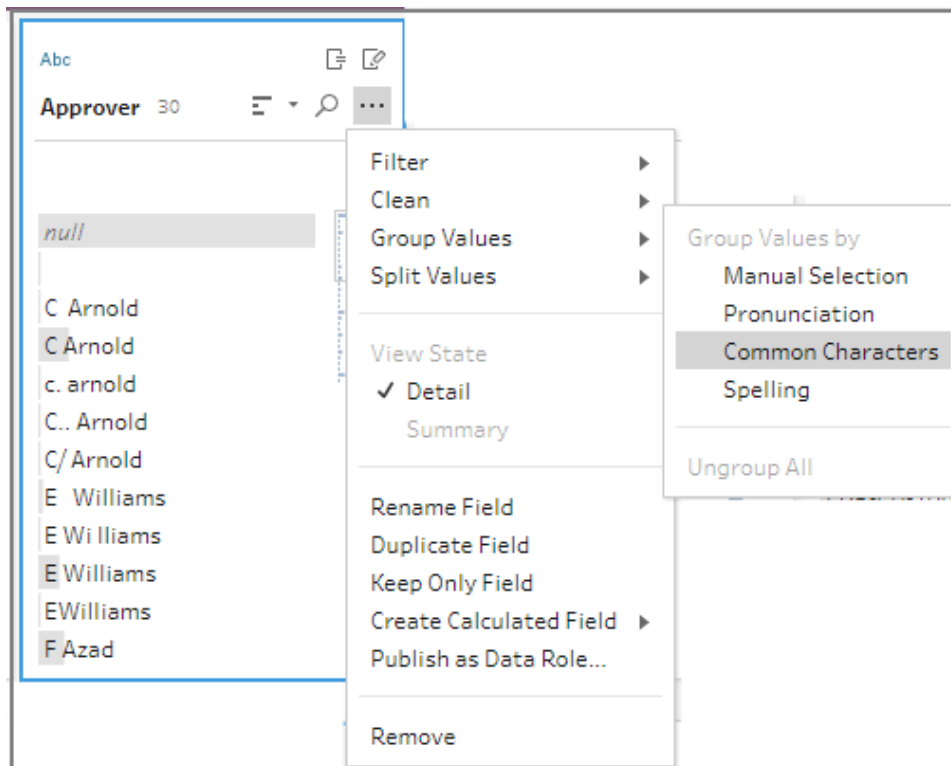 Abc
Approver 30
null
C  Arnold
C Arnold
c. arnold
C.. Arnold
C/ Arnold
E   Williams
E Wi lliams
E Williams
EWilliams
F Azad
Filter
Clean
Group Values
Split Values
View State
✓ Detail
Summary
Rename Field
Duplicate Field
Keep Only Field
Create Calculated Field
Publish as Data Role...
Remove
Group Values by
Manual Selection
Pronunciation
Common Characters
Spelling
Ungroup All